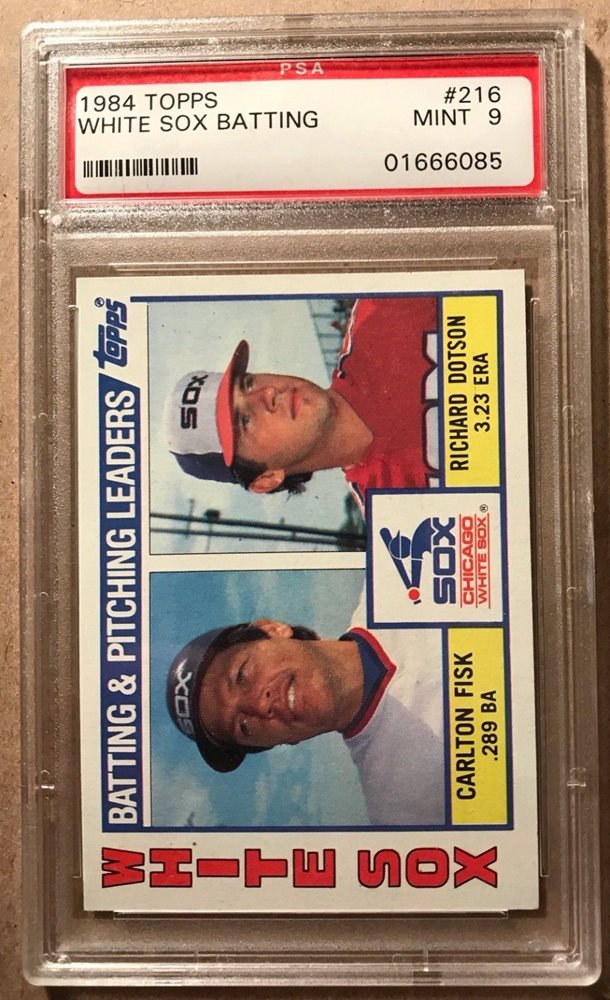 PSA
1984 TOPPS #216
WHITE SOX BATTING MINT 9
01666085
BATTING & PITCHING LEADERS Topps®
SOX
RICHARD DOTSON
3.23 ERA
SOX
CHICAGO
WHITE SOX®
SOX
CARLTON FISK
.289 BA
WHITE SOX